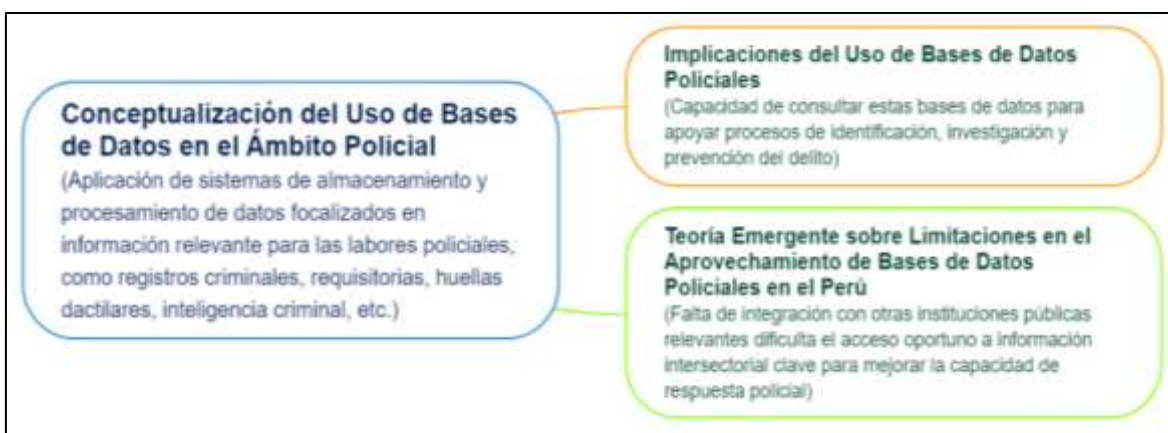 Conceptualización del Uso de Bases
de Datos en el Ámbito Policial
(Aplicación de sistemas de almacenamiento y
procesamiento de datos focalizados en
información relevante para las labores policiales,
como registros criminales, requisitorias, huellas
dactilares, inteligencia criminal, etc.)
Implicaciones del Uso de Bases de Datos
Policiales
(Capacidad de consultar estas bases de datos para
apoyar procesos de identificación, investigación y
prevención del delito)
Teoría Emergente sobre Limitaciones en el
Aprovechamiento de Bases de Datos
Policiales en el Perú
(Falta de integración con otras instituciones públicas
relevantes dificulta el acceso oportuno a información
intersectorial clave para mejorar la capacidad de
respuesta policial)